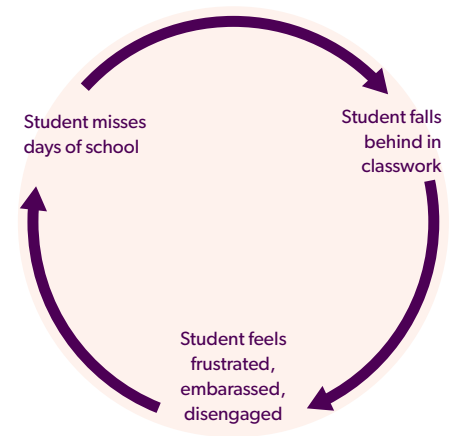 Student misses
days of school
Student falls
behind in
classwork
Student feels
frustrated,
embarassed,
disengaged